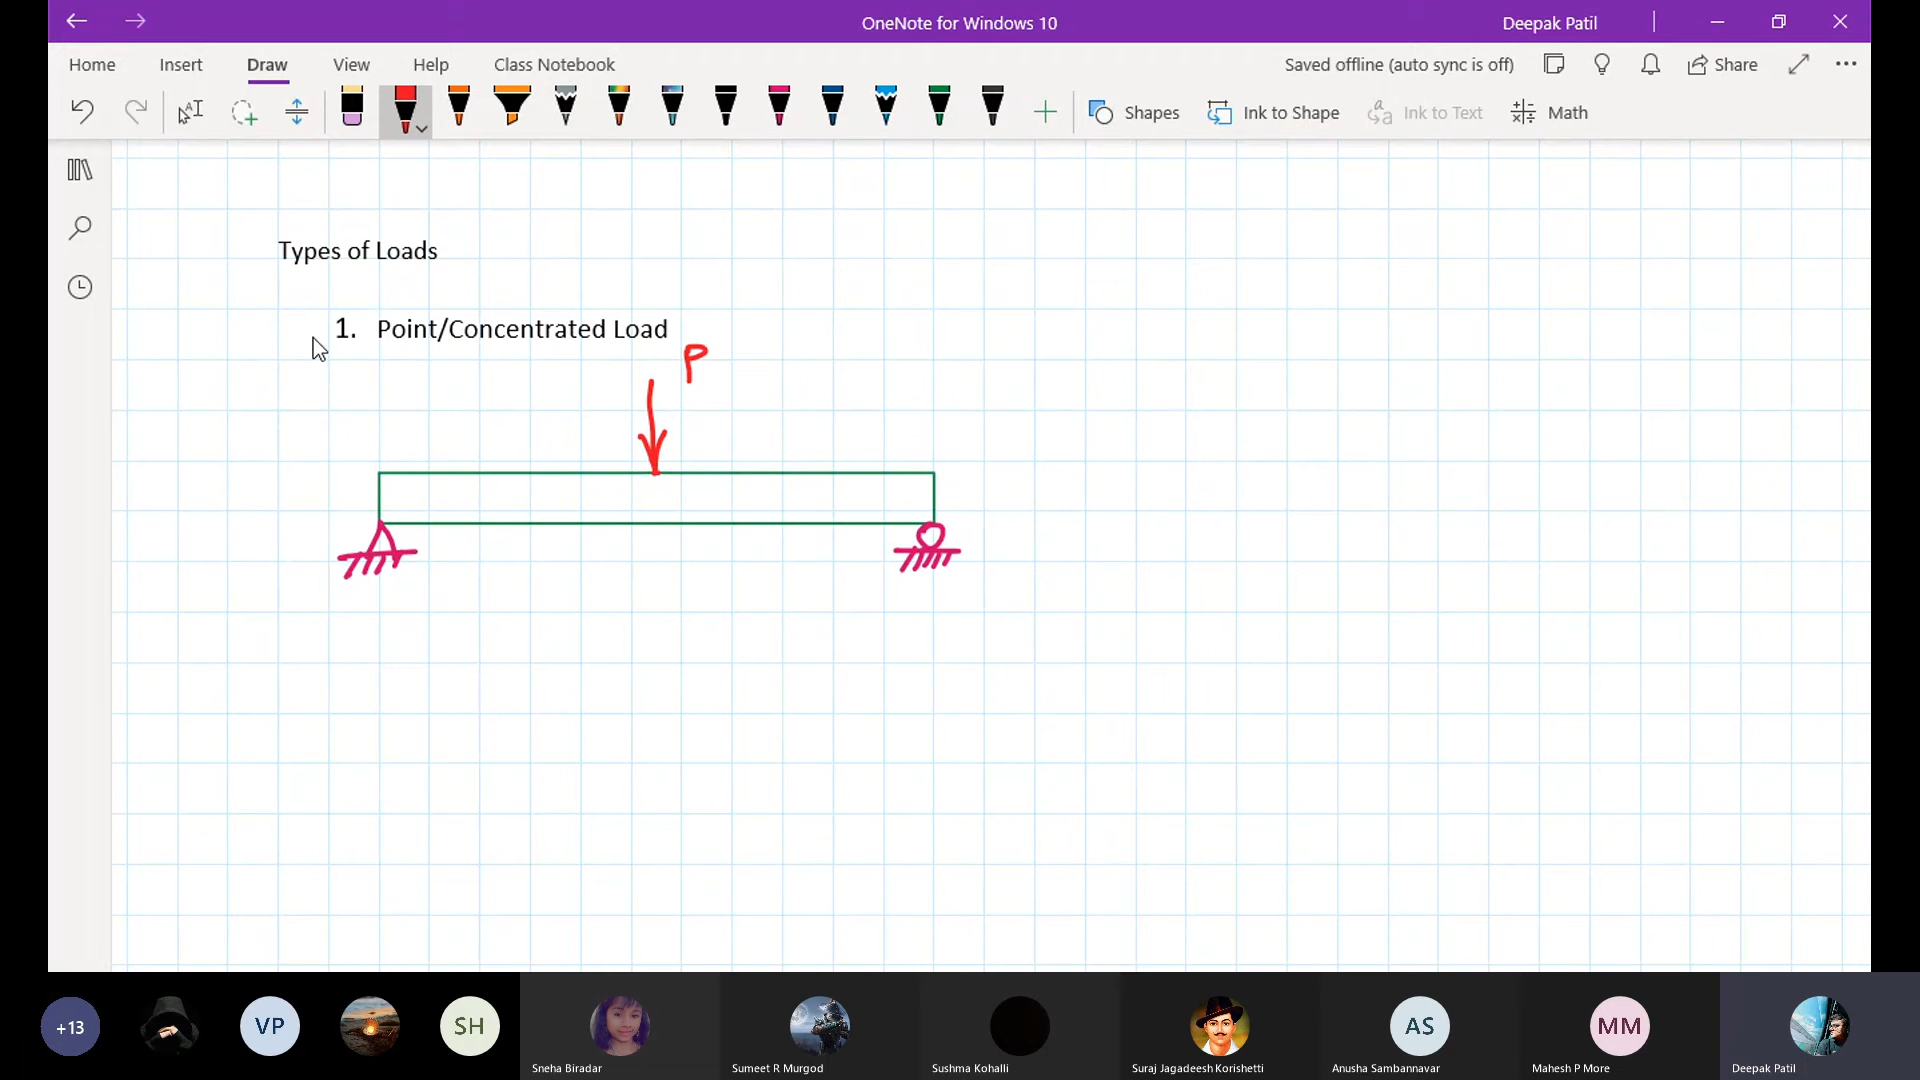 OneNote for Windows 10
Deepak Patil
Home Insert Draw View Help Class Notebook
Saved offline (auto sync is off) Share
Shapes Ink to Shape Ink to Text Math
Types of Loads
1. Point/Concentrated Load
P
+13 VP SH AS MM
Sneha Biradar Sumeet R Murgod Sushma Kohalli Suraj Jagadeesh Korishetti Anusha Sambannavar Mahesh P More Deepak Patil